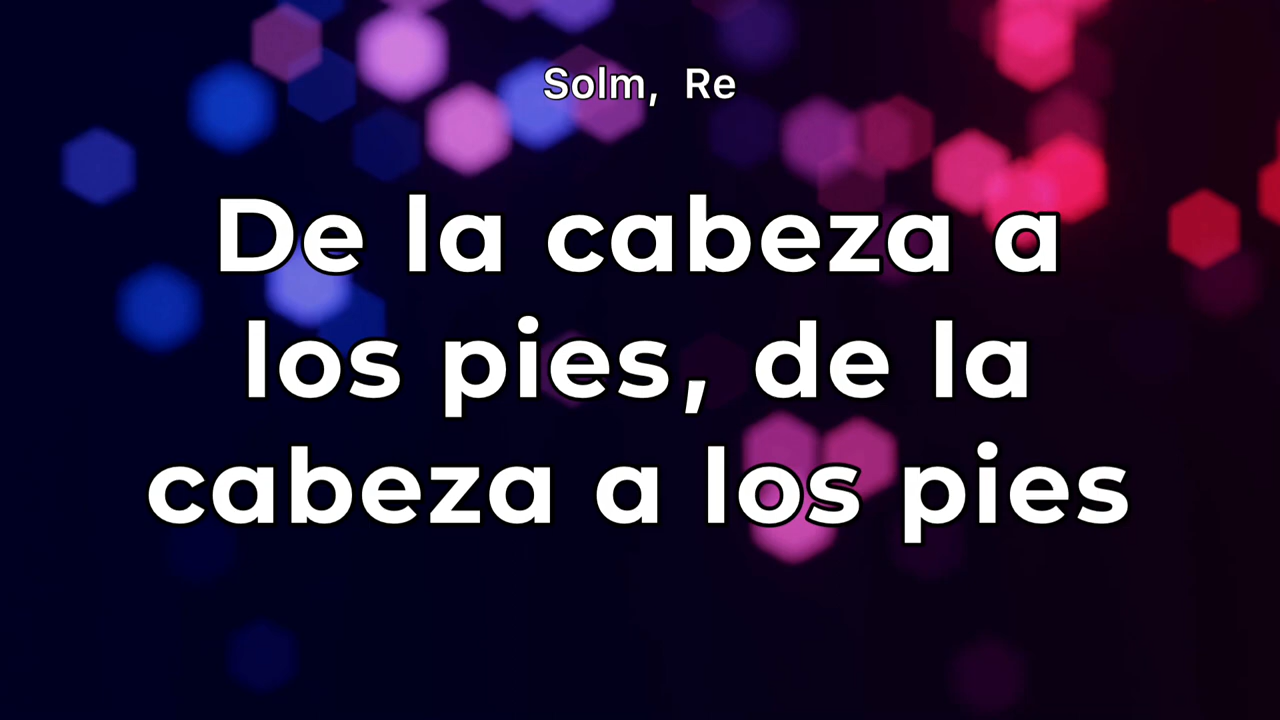 Solm, Re
De la cabeza a
los pies, de la
cabeza a los pies